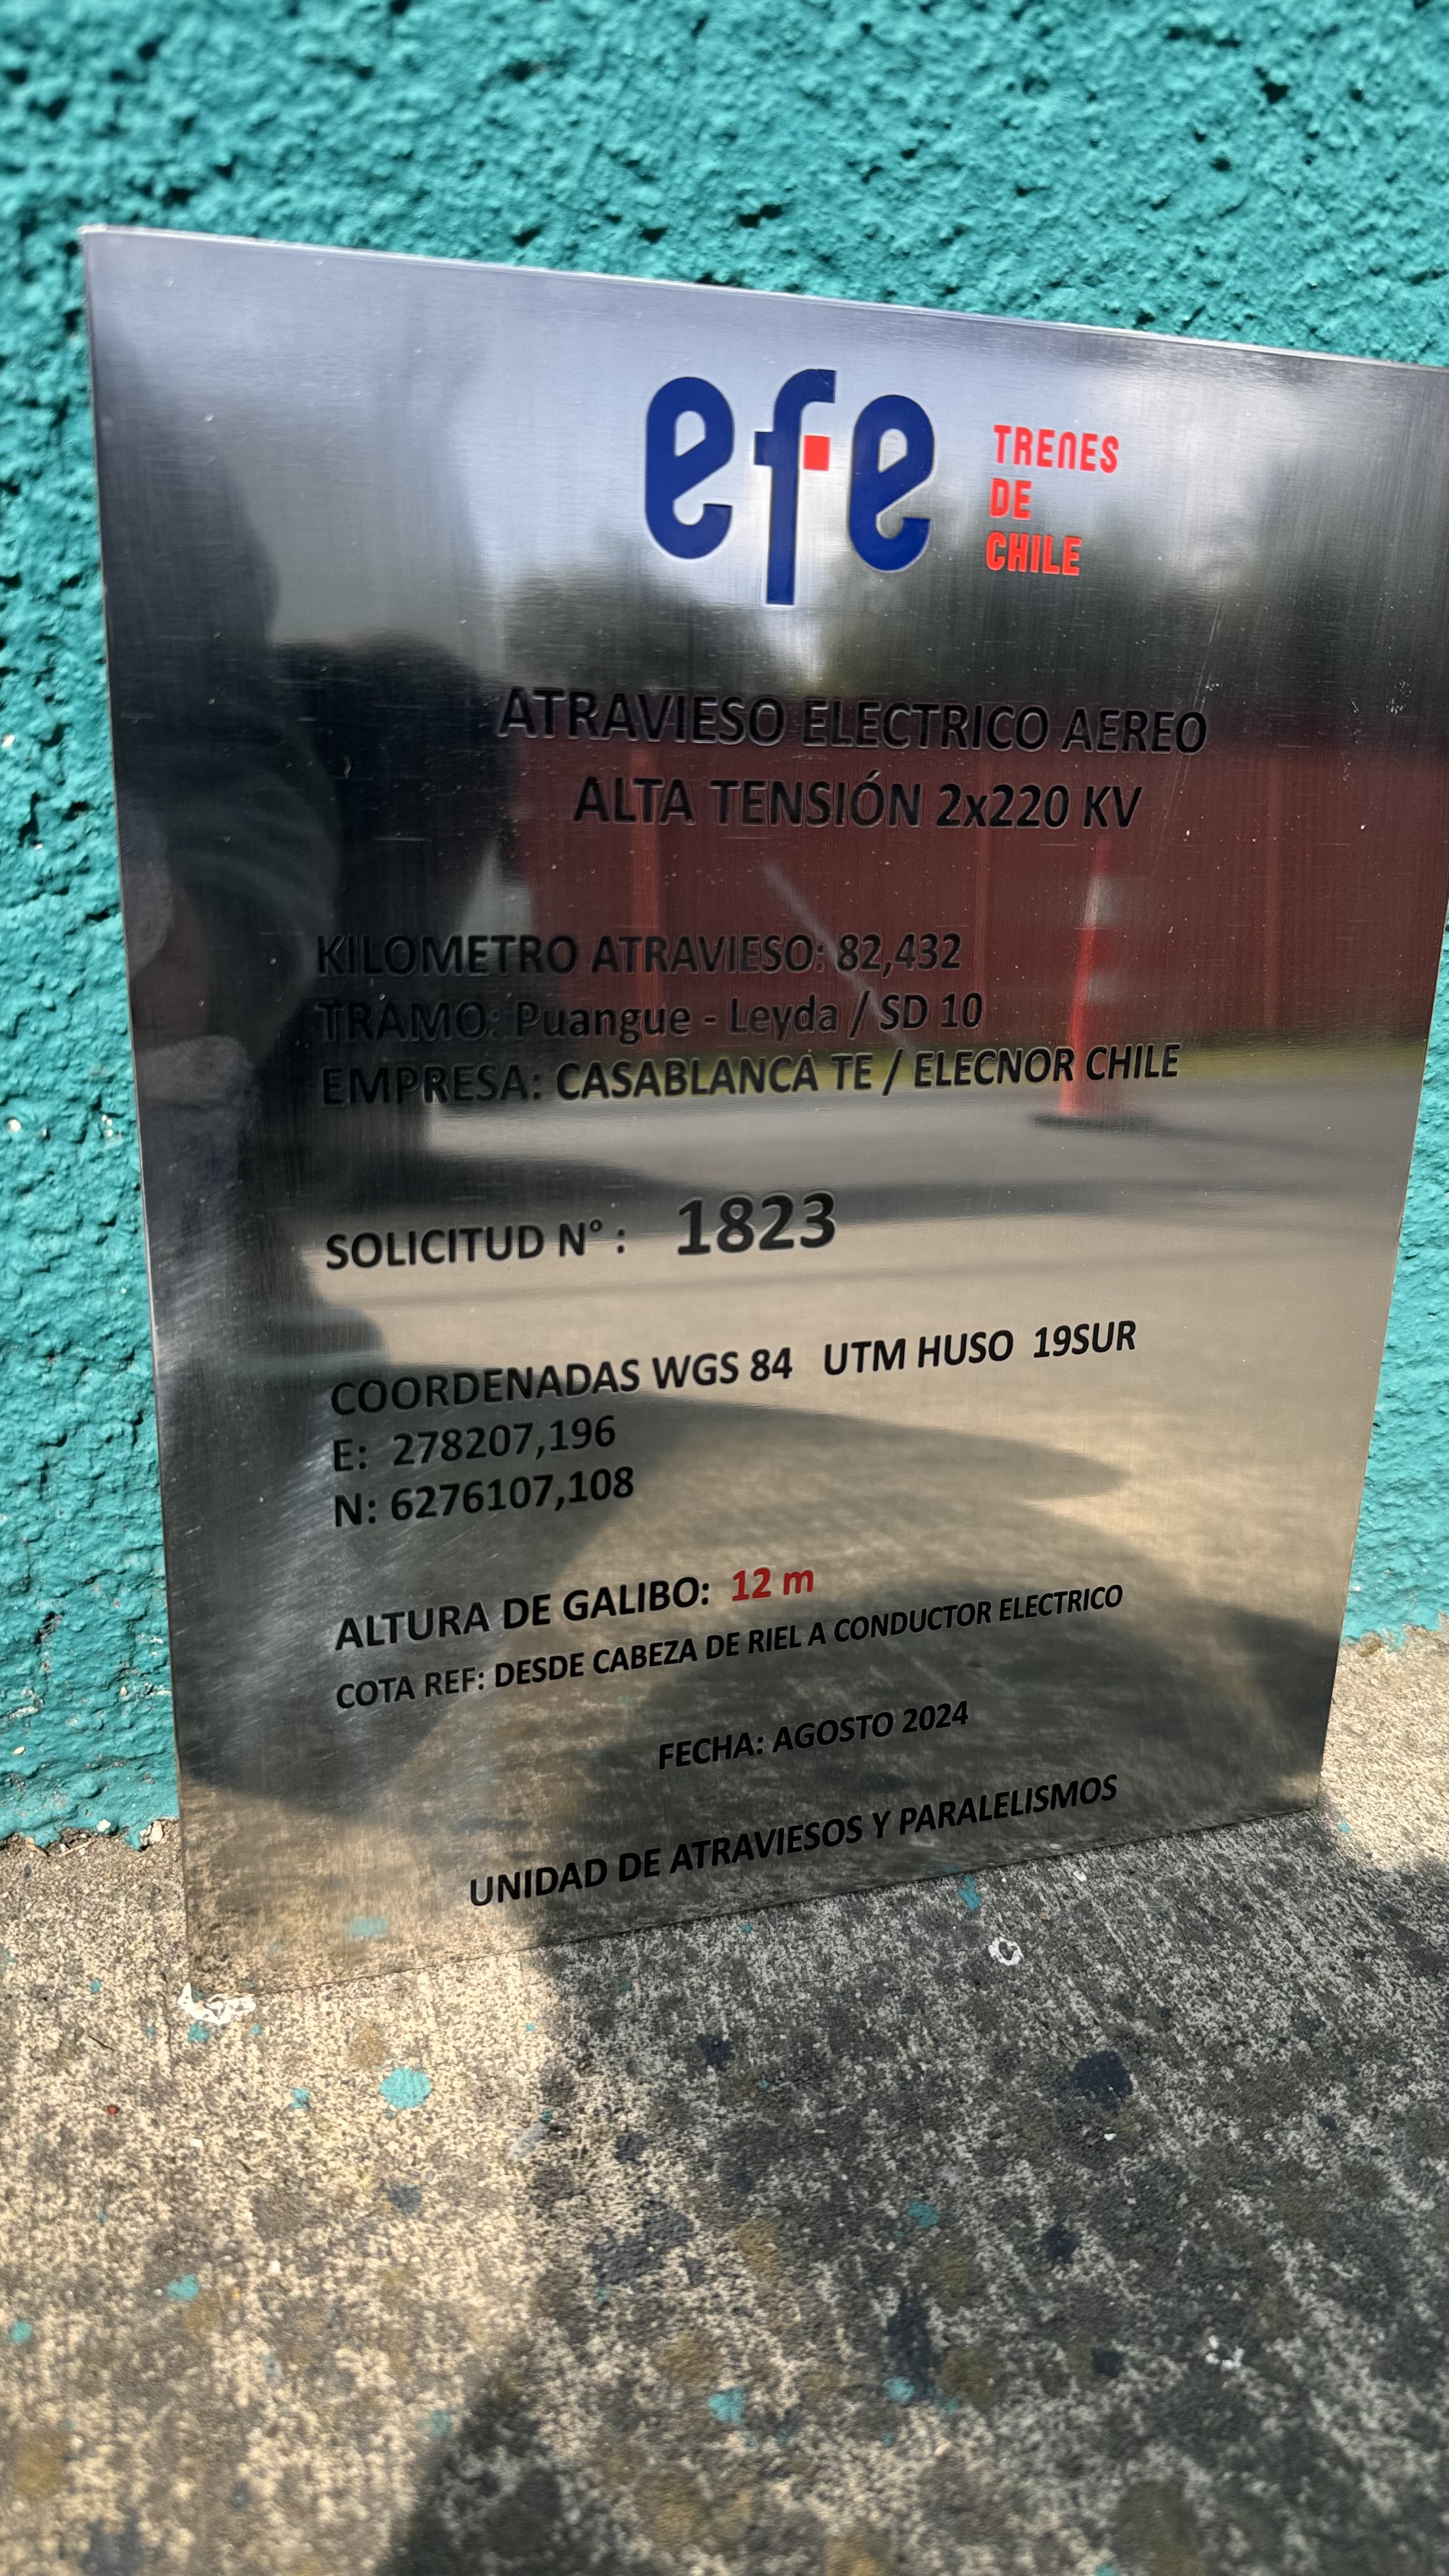 efe
TRENES
DE
CHILE
ATRAVIESO ELECTRICO AEREO
ALTA TENSIÓN 2x220 KV
KILOMETRO ATRAVIESO: 82,432
TRAMO: Puangue - Leyda / SD 10
EMPRESA: CASABLANCA TE / ELECNOR CHILE
SOLICITUD N° : 1823
COORDENADAS WGS 84 UTM HUSO 19SUR
E: 278207,196
N: 6276107,108
ALTURA DE GALIBO: 12 m
COTA REF: DESDE CABEZA DE RIEL A CONDUCTOR ELECTRICO
FECHA: AGOSTO 2024
UNIDAD DE ATRAVIESOS Y PARALELISMOS